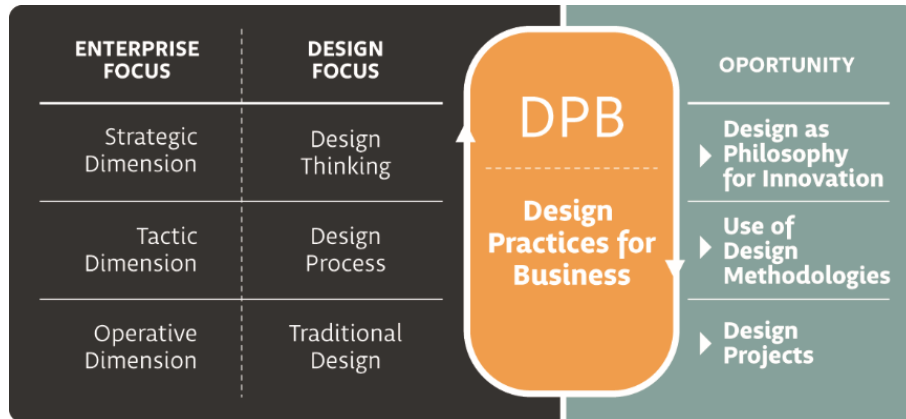 ENTERPRISE
FOCUS
DESIGN
FOCUS
Strategic
Dimension
Design
Thinking
Tactic
Dimension
Design
Process
Operative
Dimension
Traditional
Design
DPB
Design
Practices for
Business
OPORTUNITY
Design as
Philosophy
for Innovation
Use of
Design
Methodologies
Design
Projects